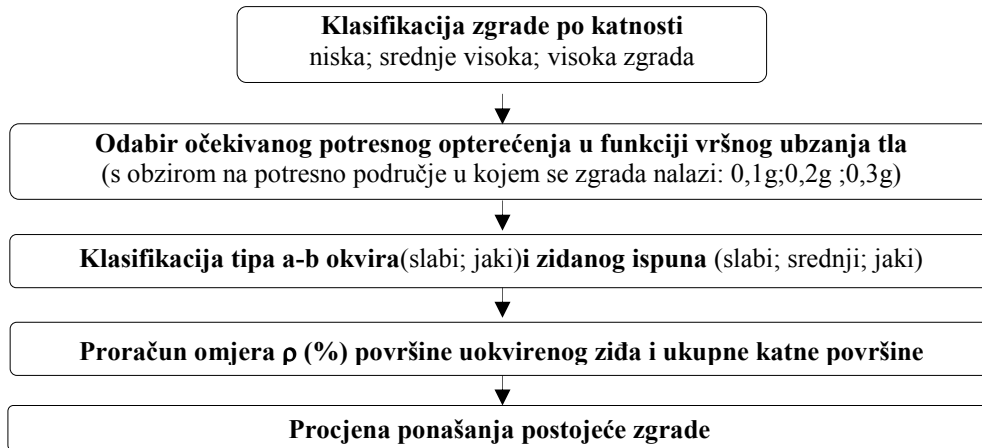 Klasifikacija zgrade po katnosti
niska; srednje visoka; visoka zgrada
Odabir očekivanog potresnog opterećenja u funkciji vršnog ubzanja tla
(s obzirom na potresno područje u kojem se zgrada nalazi: 0,1g;0,2g ;0,3g)
Klasifikacija tipa a-b okvira(slabi; jaki)i zidanog ispuna (slabi; srednji; jaki)
Proračun omjera ρ (%) površine uokvirenog ziđa i ukupne katne površine
Procjena ponašanja postojeće zgrade